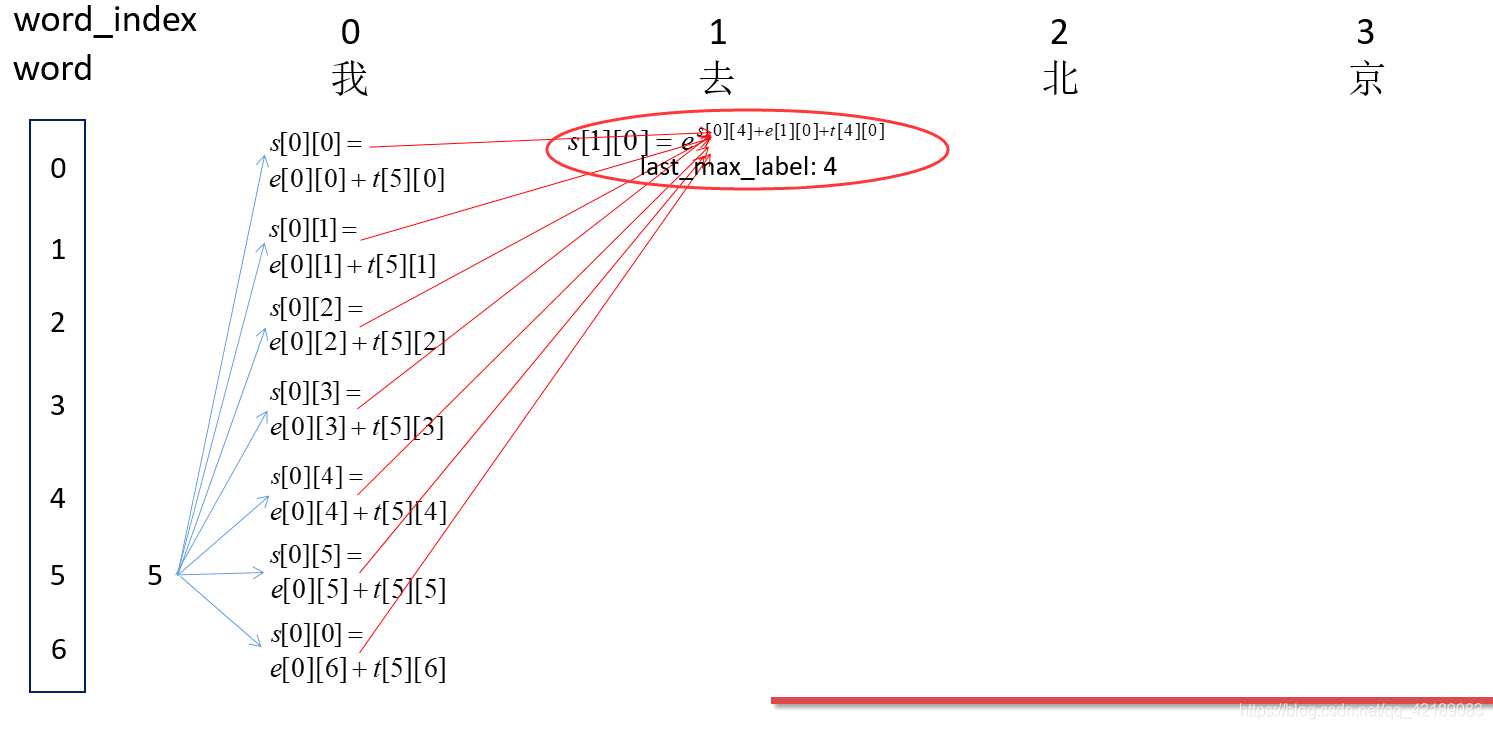 word_index 0 1 2 3
word 我 去 北 京
0
1
2
3
4
5
6
5
s[0][0] =
e[0][0] + t[5][0]
s[0][1] =
e[0][1] + t[5][1]
s[0][2] =
e[0][2] + t[5][2]
s[0][3] =
e[0][3] + t[5][3]
s[0][4] =
e[0][4] + t[5][4]
s[0][5] =
e[0][5] + t[5][5]
s[0][0] =
e[0][6] + t[5][6]
s[1][0] = e^s[0][4]+e[1][0]+t[4][0]
last_max_label: 4
https://blog.csdn.net/qq_42189083